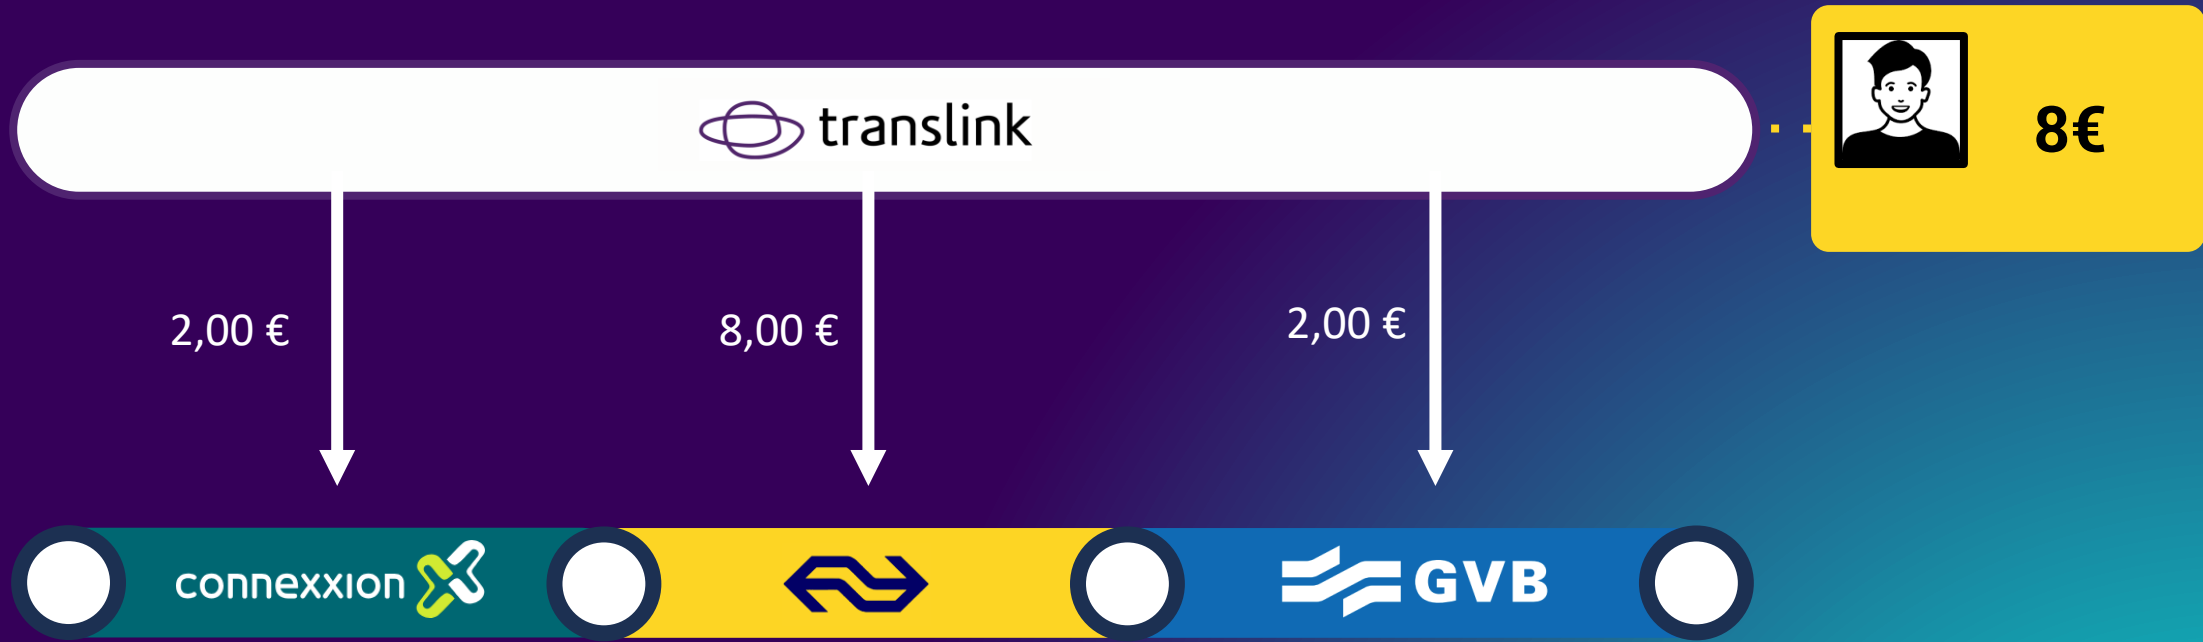 translink
8€
2,00 €
8,00 €
2,00 €
connexxion
GVB